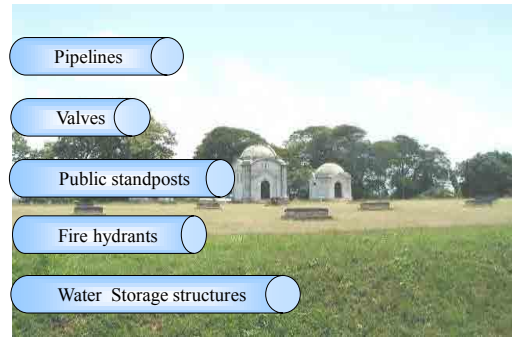 Pipelines
Valves
Public standposts
Fire hydrants
Water Storage structures